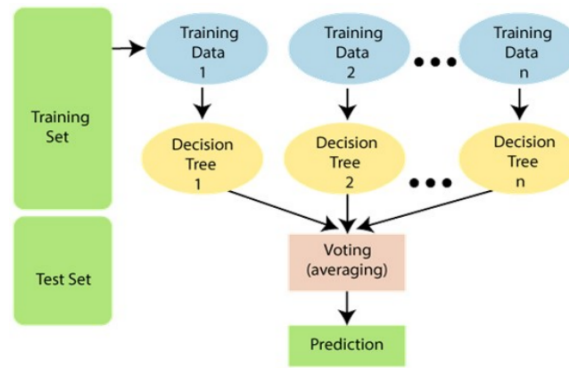 Training
Set
Test Set
Training
Data
1
Training
Data
2
Training
Data
n
Decision
Tree
1
Decision
Tree
2
Decision
Tree
n
Voting
(averaging)
Prediction